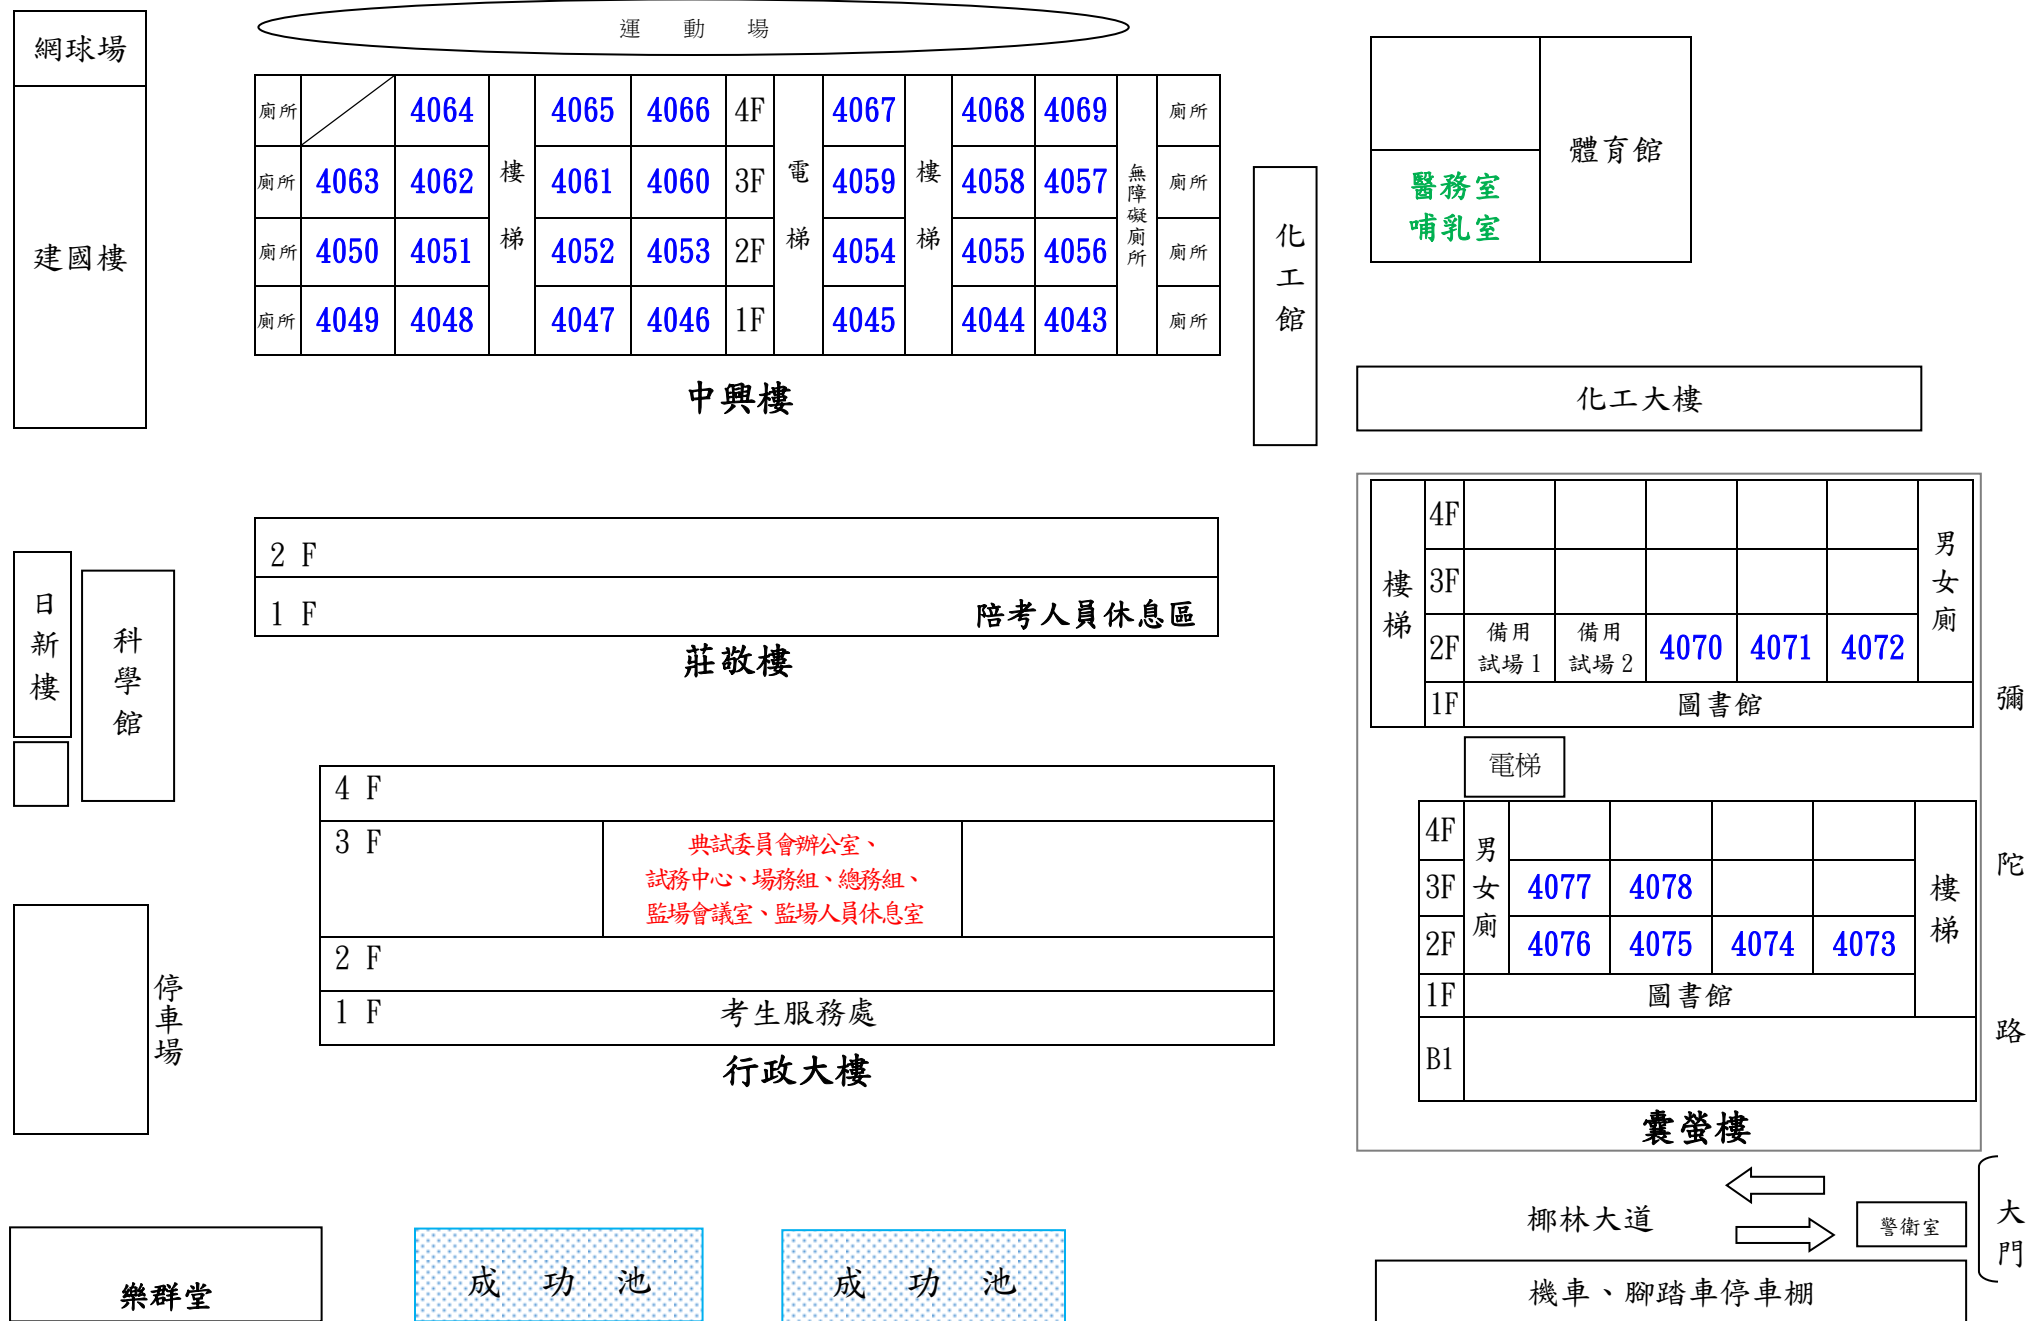 網球場
建國樓
運 動 場
廁所 4064 4065 4066 4F 4067 4068 4069 廁所
廁所 4063 4062 4061 4060 3F 4059 4058 4057 廁所
廁所 4050 4051 4052 4053 2F 4054 4055 4056 廁所
廁所 4049 4048 4047 4046 1F 4045 4044 4043 廁所
樓梯
電梯
樓梯
無障礙廁所
中興樓
化工館
體育館
醫務室
哺乳室
化工大樓
2 F
1 F 陪考人員休息區
莊敬樓
日新樓
科學館
4 F
3 F
典試委員會辦公室、
試務中心、場務組、總務組、
監場會議室、監場人員休息室
2 F
1 F 考生服務處
行政大樓
停車場
樓梯
4F
3F
2F 備用試場1 備用試場2 4070 4071 4072
1F 圖書館
男女廁
電梯
4F
3F 4077 4078
2F 4076 4075 4074 4073
1F 圖書館
B1
男女廁
樓梯
囊螢樓
彌陀路
樂群堂
成 功 池
成 功 池
椰林大道
警衛室
大門
機車、腳踏車停車棚